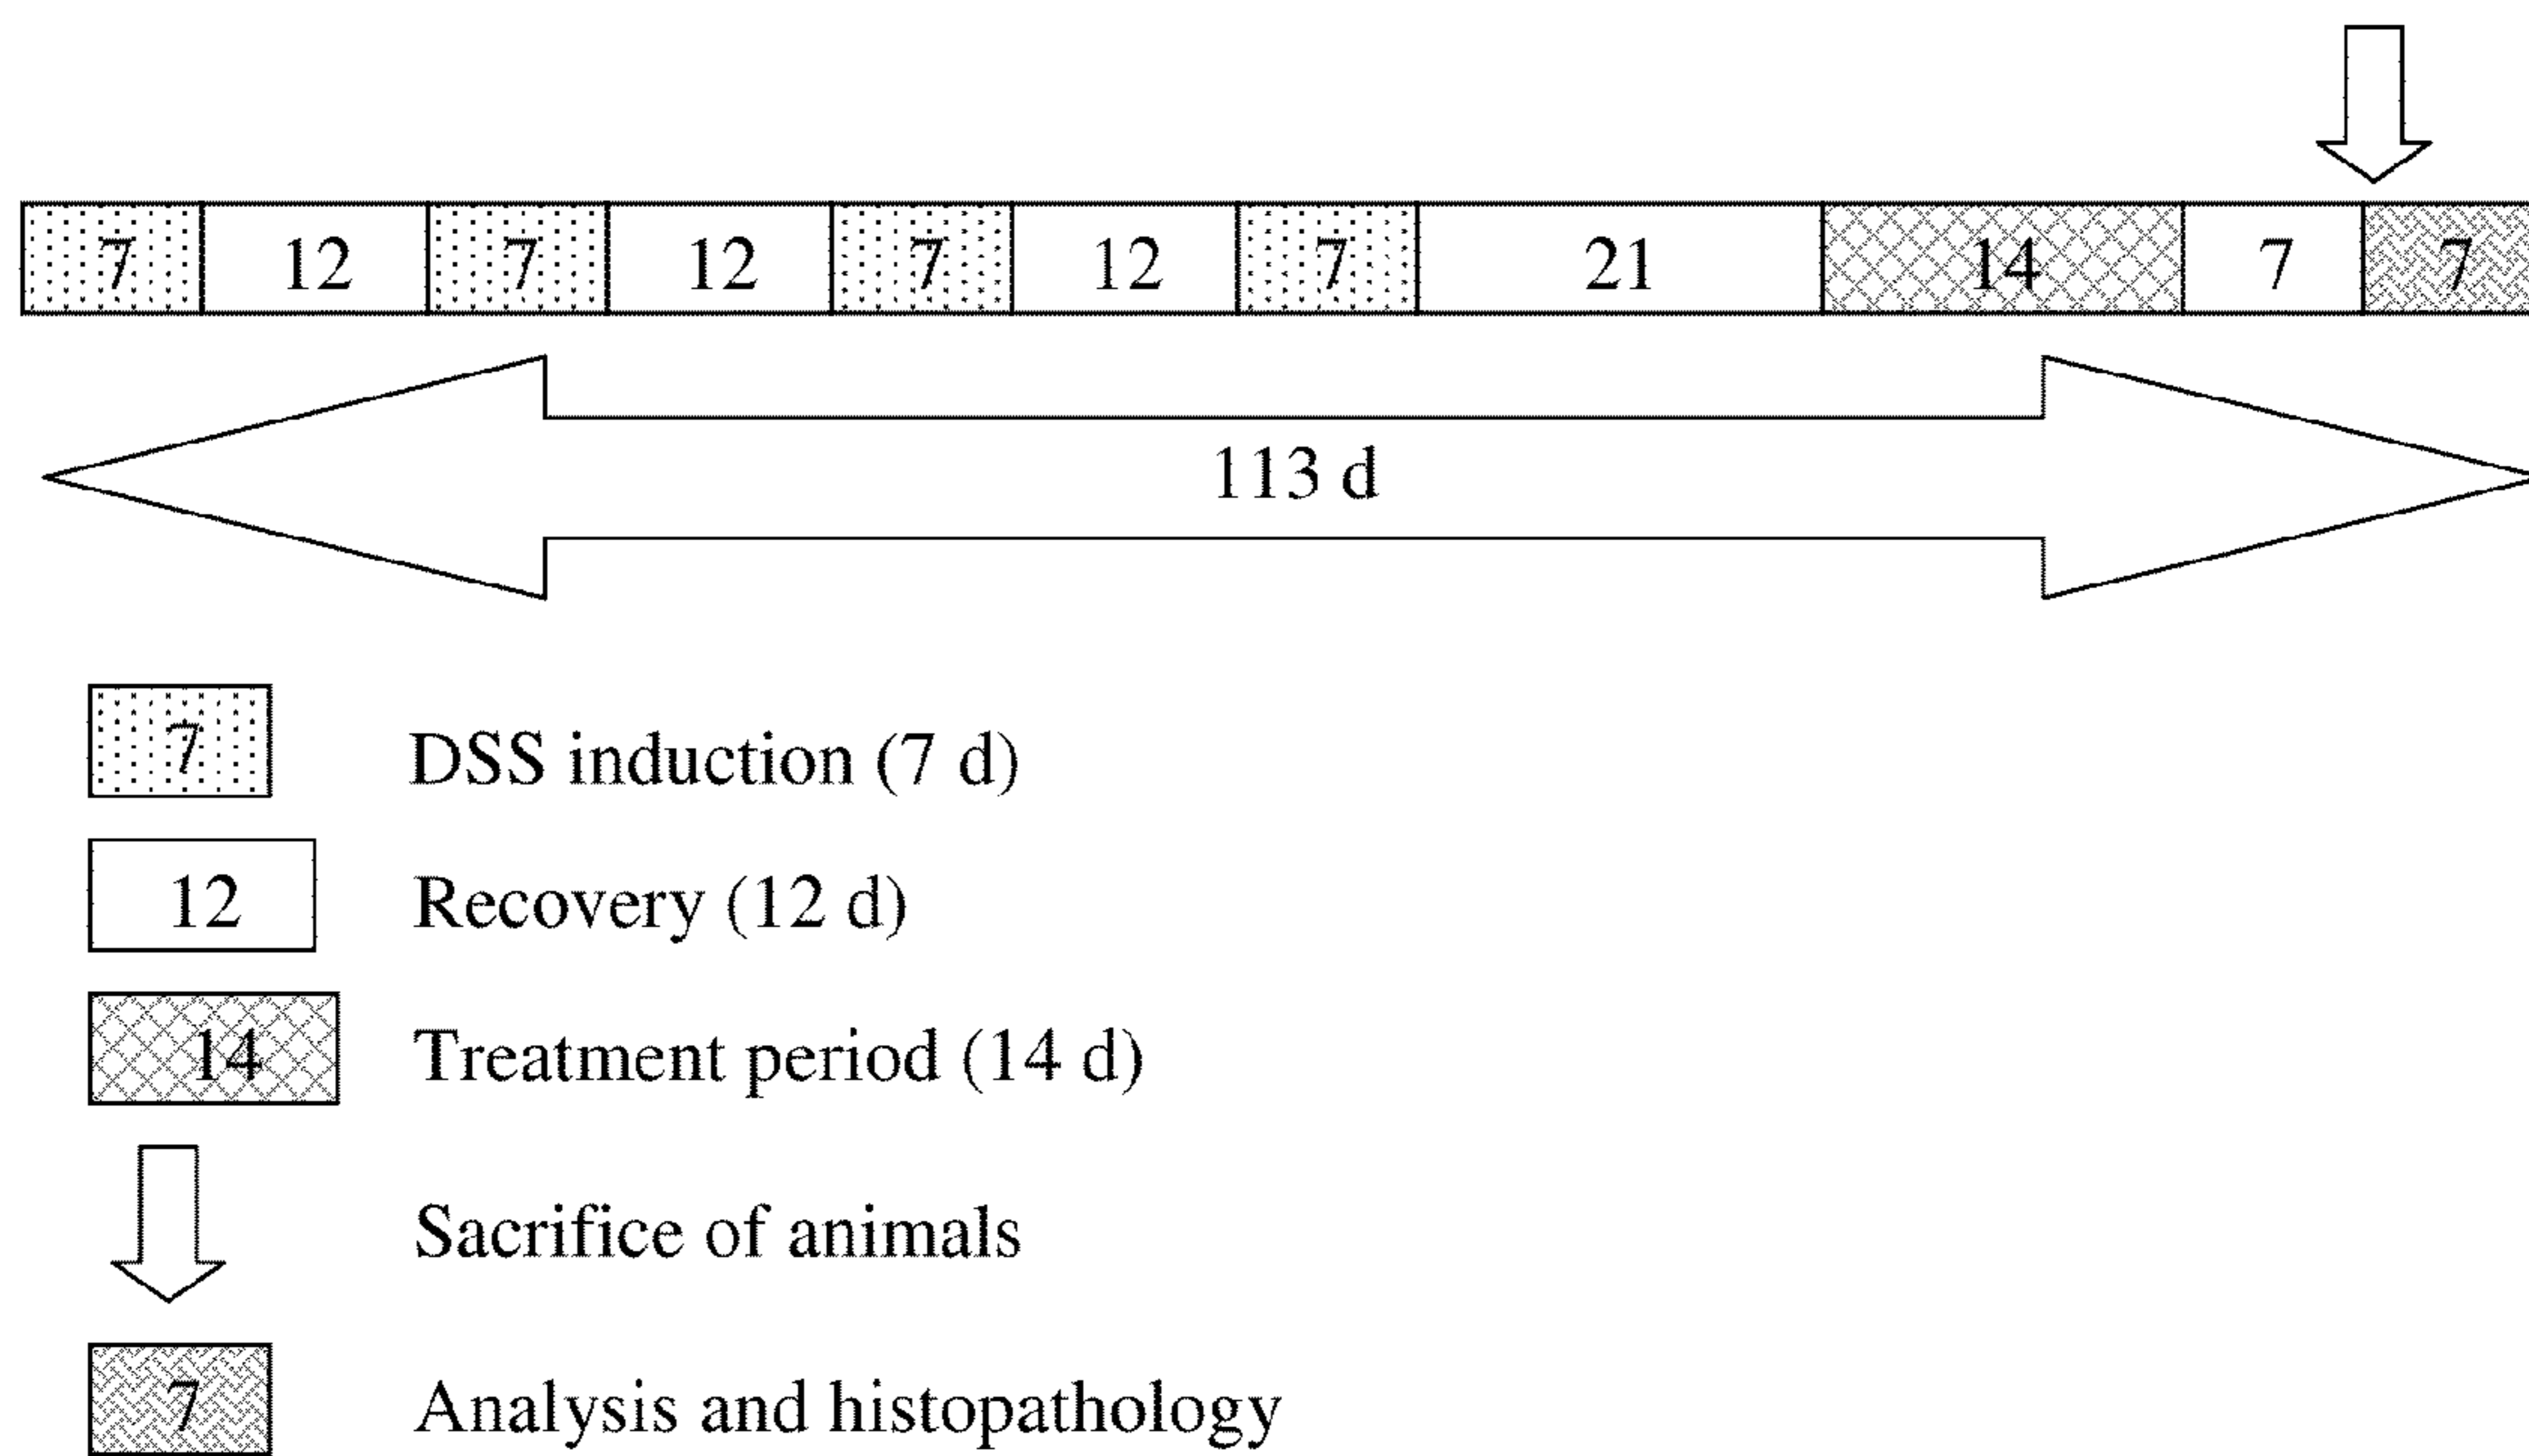 7 12 7 12 7 12 7 21 14 7 7
113 d
7 DSS induction (7 d)
12 Recovery (12 d)
14 Treatment period (14 d)
Sacrifice of animals
7 Analysis and histopathology